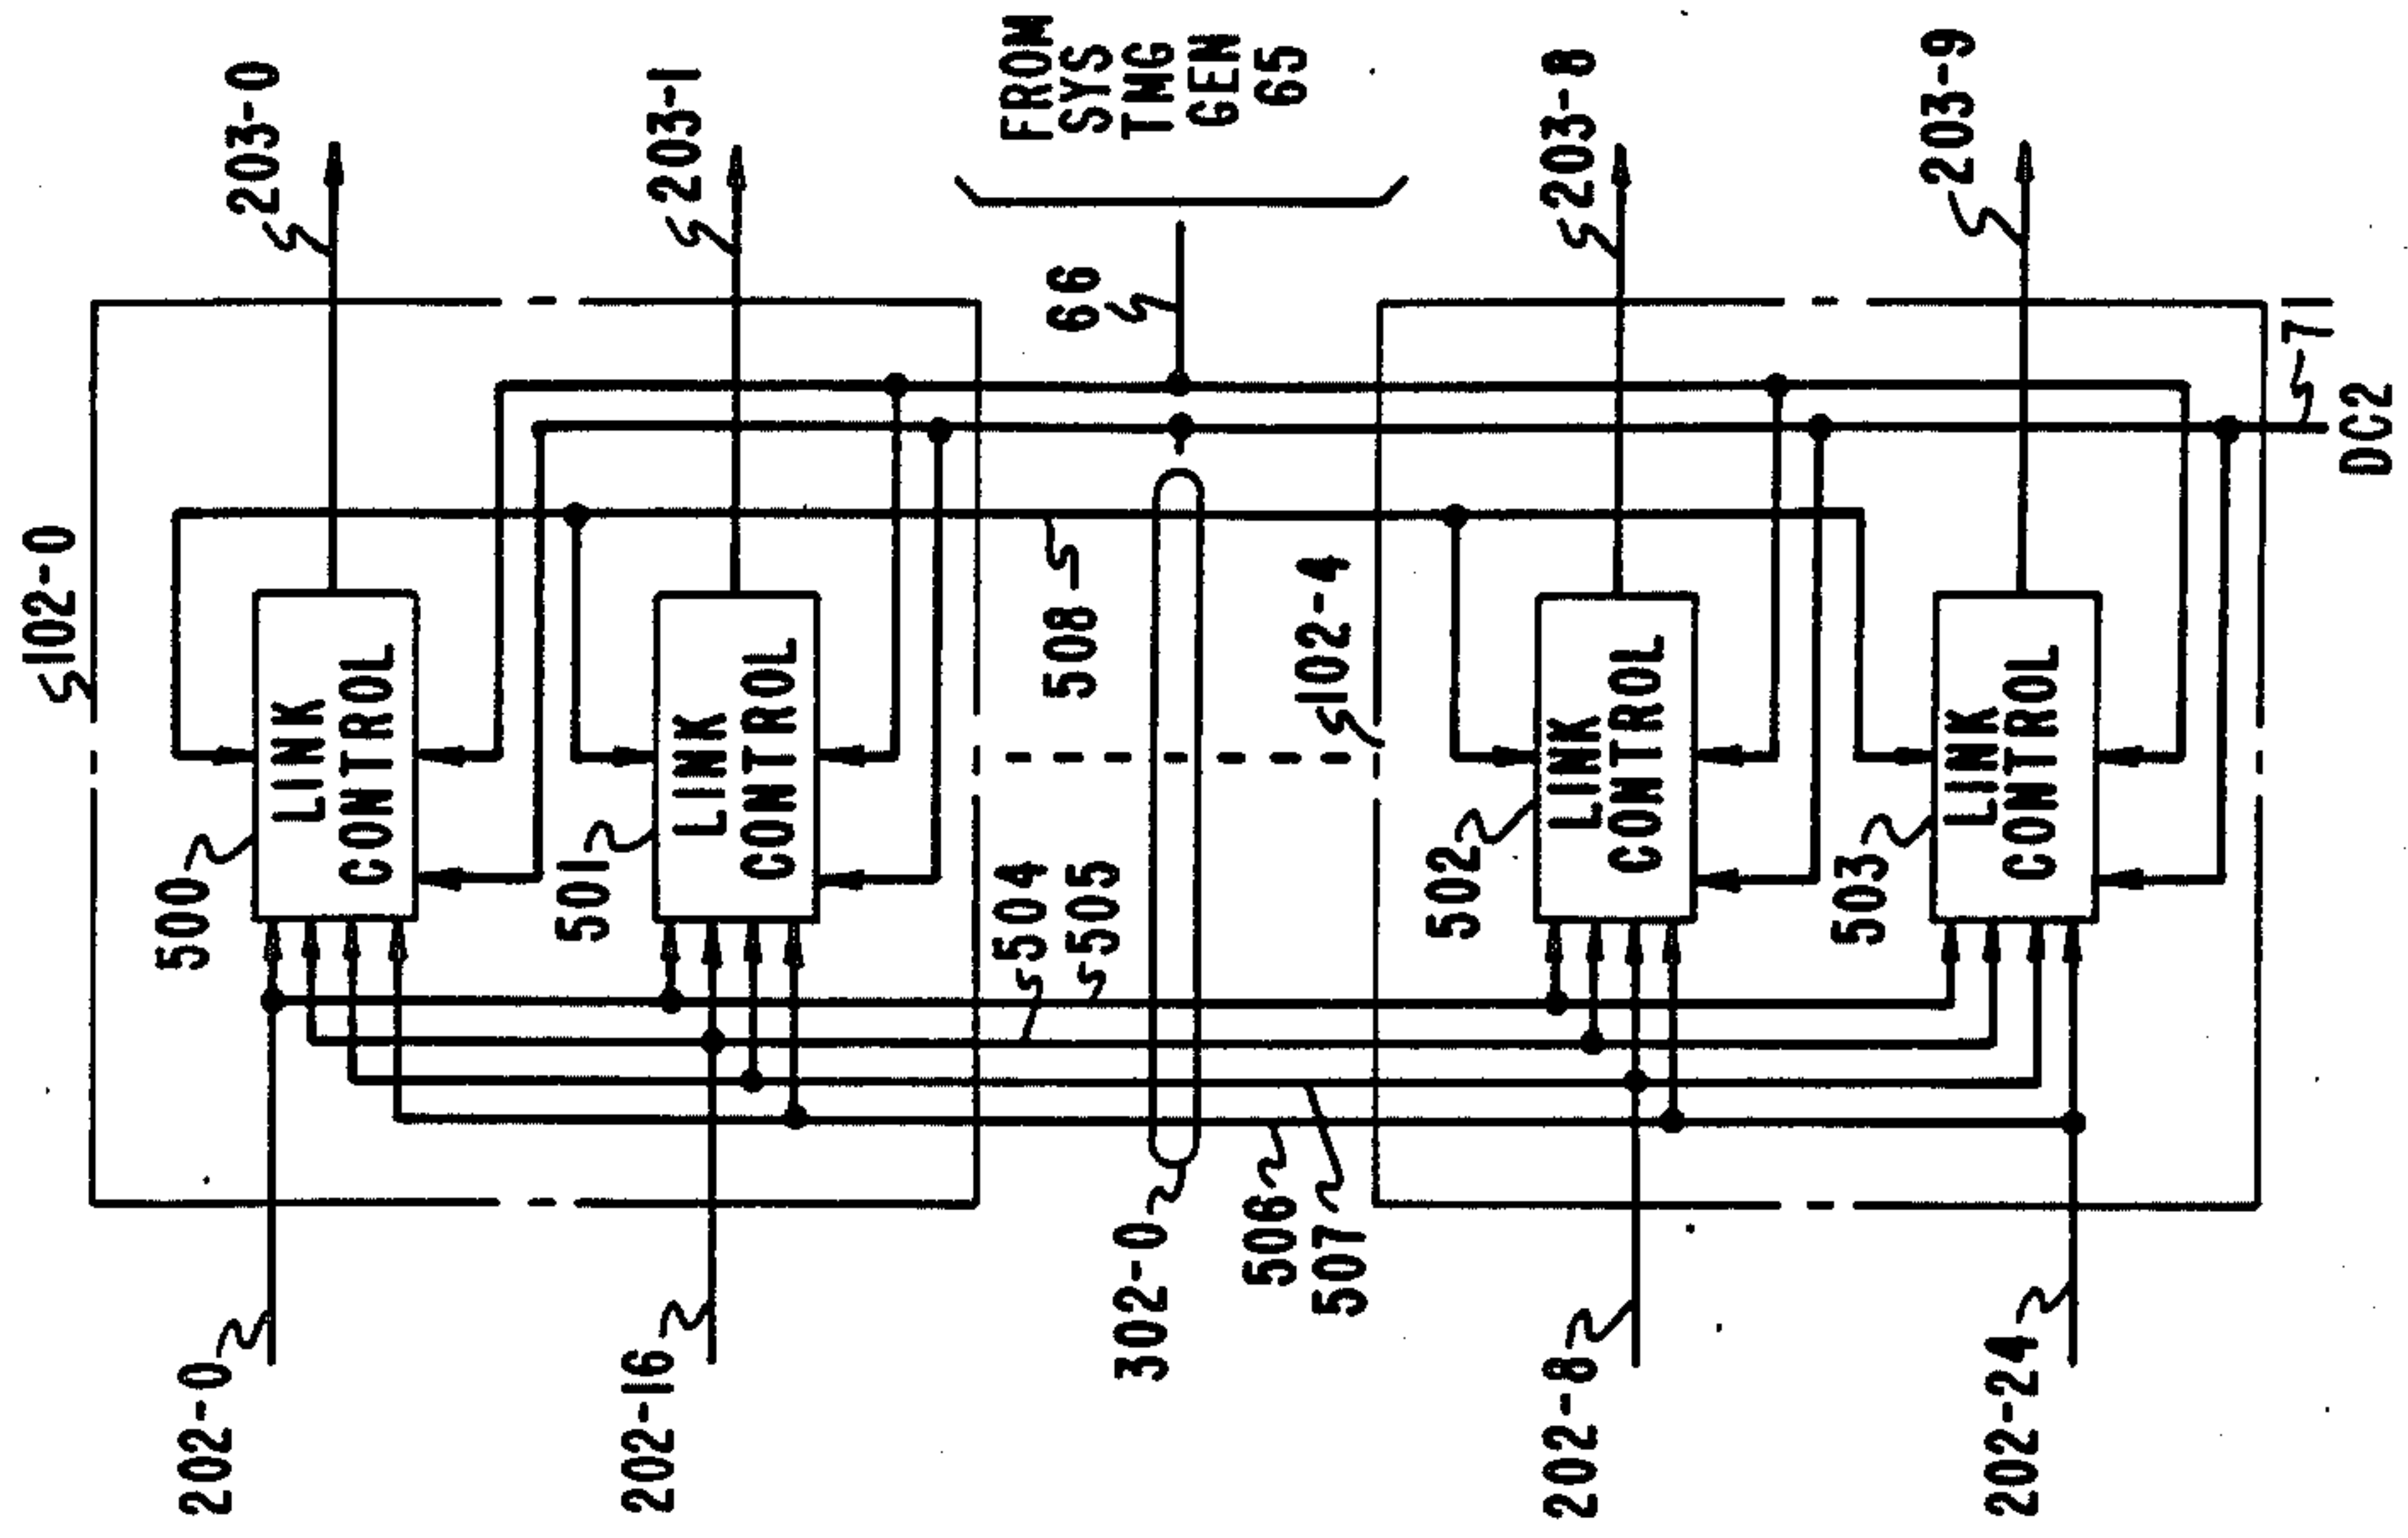 102-0
202-0
500
LINK
CONTROL
203-0
202-16
501
LINK
CONTROL
203-1
504
505
508
66
FROM
SYS
TMG
GEN
65
302-0
506
507
102-4
202-8
502
LINK
CONTROL
203-8
202-24
503
LINK
CONTROL
203-9
71
DC2